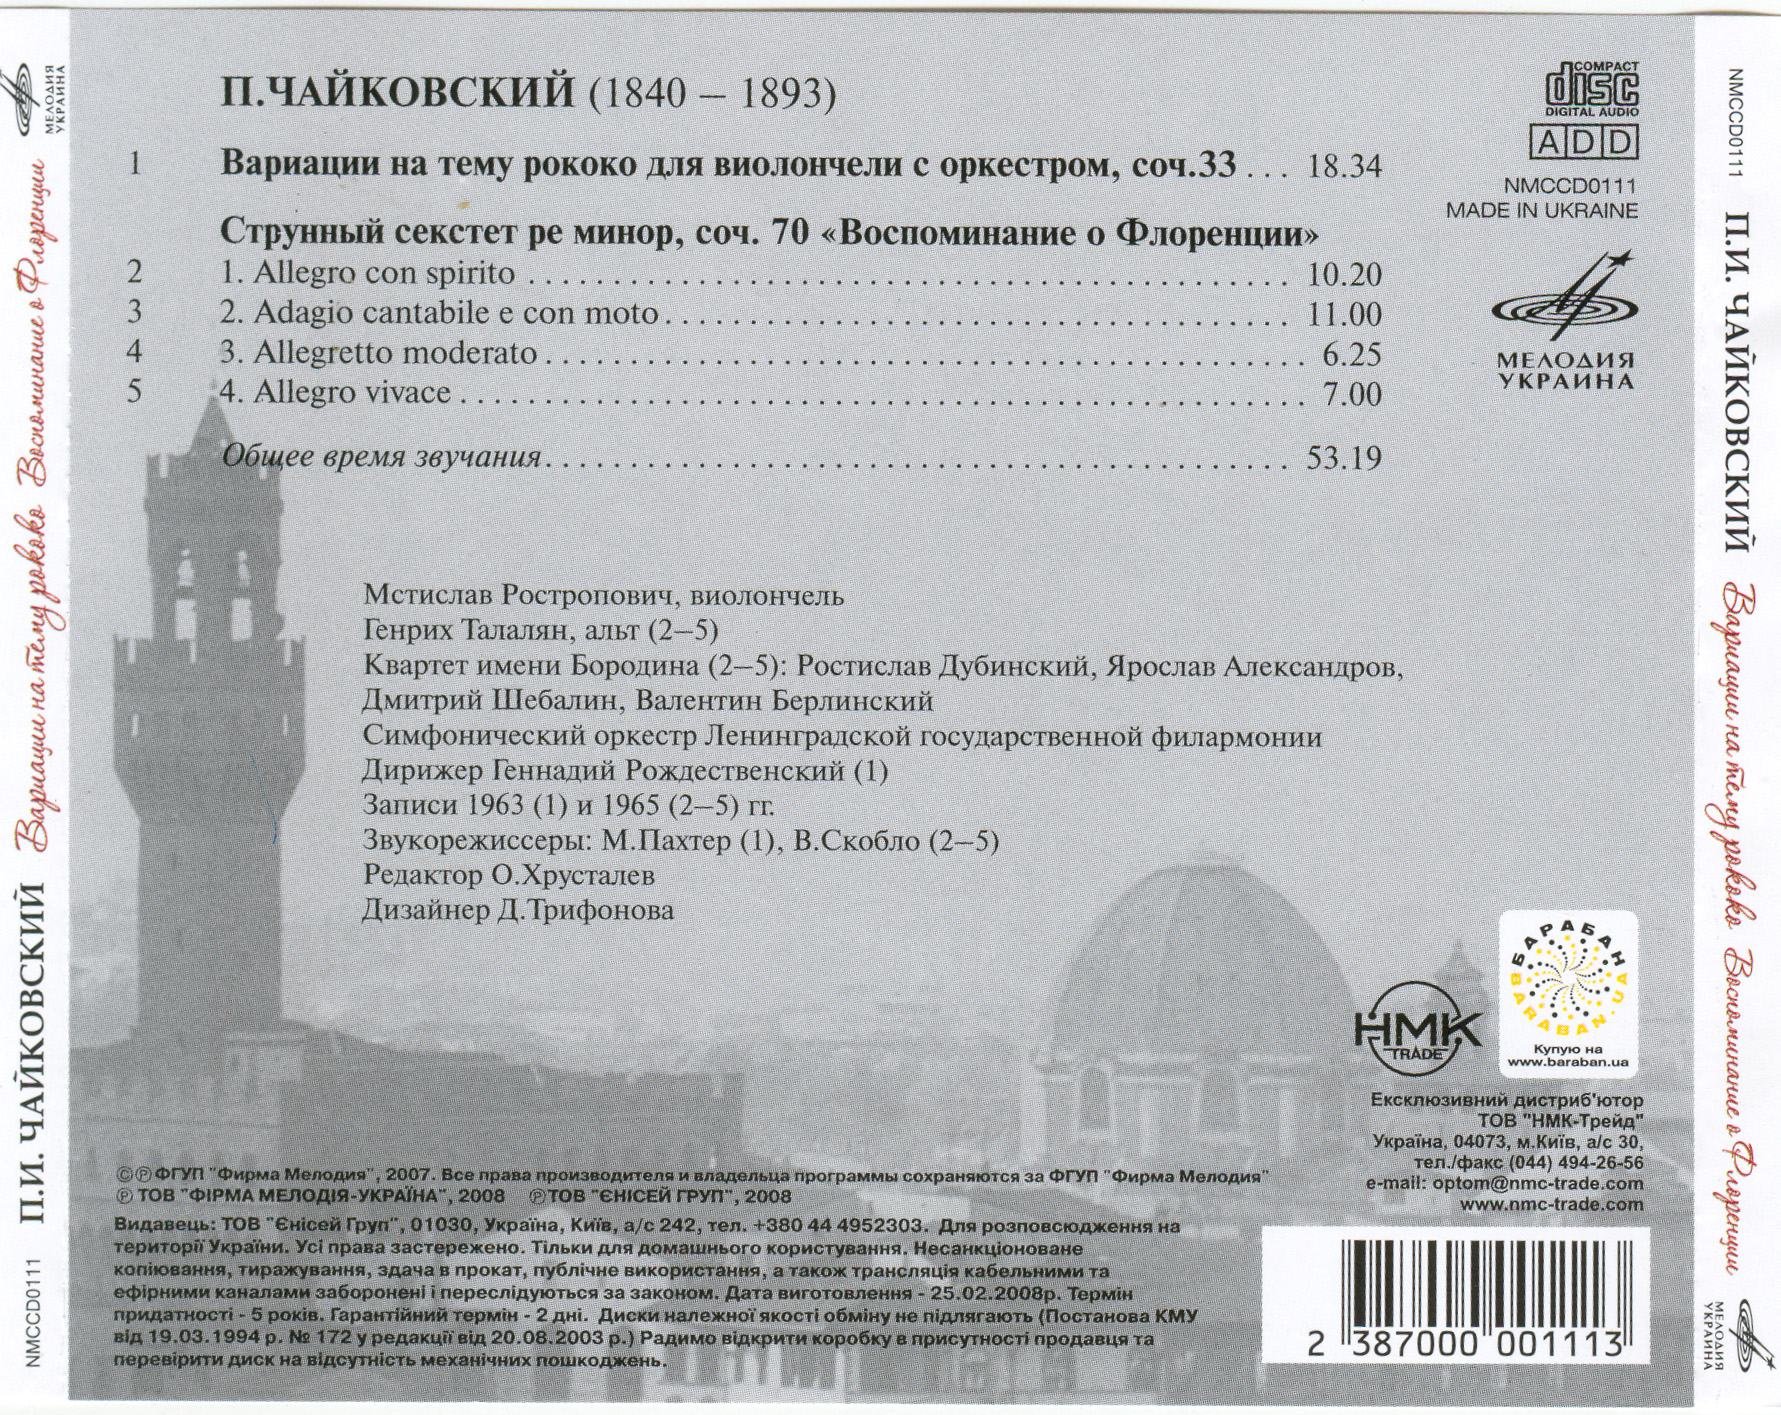 П.ЧАЙКОВСКИЙ (1840 – 1893)
1 Вариации на тему рококо для виолончели с оркестром, соч.33 ... 18.34
Струнный секстет ре минор, соч. 70 «Воспоминание о Флоренции»
2 1. Allegro con spirito ... 10.20
3 2. Adagio cantabile e con moto ... 11.00
4 3. Allegretto moderato ... 6.25
5 4. Allegro vivace ... 7.00
Общее время звучания ... 53.19
COMPACT
disc
DIGITAL AUDIO
ADD
NMCCD0111
MADE IN UKRAINE
МЕЛОДИЯ
УКРАИНА
Мстислав Ростропович, виолончель
Генрих Талалян, альт (2–5)
Квартет имени Бородина (2–5): Ростислав Дубинский, Ярослав Александров,
Дмитрий Шебалин, Валентин Берлинский
Симфонический оркестр Ленинградской государственной филармонии
Дирижер Геннадий Рождественский (1)
Записи 1963 (1) и 1965 (2–5) гг.
Звукорежиссеры: М.Пахтер (1), В.Скобло (2–5)
Редактор О.Хрусталев
Дизайнер Д.Трифонова
НМК
TRADE
БАРАБАН
BARABAN.UA
Купую на
www.baraban.ua
Ексклюзивний дистриб'ютор
ТОВ "НМК-Трейд"
Україна, 04073, м.Київ, а/с 30,
тел./факс (044) 494-26-56
e-mail: optom@nmc-trade.com
www.nmc-trade.com
©℗ ФГУП "Фирма Мелодия", 2007. Все права производителя и владельца программы сохраняются за ФГУП "Фирма Мелодия"
℗ ТОВ "ФІРМА МЕЛОДІЯ-УКРАЇНА", 2008 ℗ ТОВ "ЄНІСЕЙ ГРУП", 2008
Видавець: ТОВ "Єнісей Груп", 01030, Україна, Київ, а/с 242, тел. +380 44 4952303. Для розповсюдження на
території України. Усі права застережено. Тільки для домашнього користування. Несанкціоноване
копіювання, тиражування, здача в прокат, публічне використання, а також трансляція кабельними та
ефірними каналами заборонені і переслідуються за законом. Дата виготовлення - 25.02.2008р. Термін
придатності - 5 років. Гарантійний термін - 2 дні. Диски належної якості обміну не підлягають (Постанова КМУ
від 19.03.1994 р. № 172 у редакції від 20.08.2003 р.) Радимо відкрити коробку в присутності продавця та
перевірити диск на відсутність механічних пошкоджень.
2 387000 001113
NMCCD0111 П.И. ЧАЙКОВСКИЙ Вариации на тему рококо Воспоминание о Флоренции МЕЛОДИЯ УКРАИНА
NMCCD0111 П.И. ЧАЙКОВСКИЙ Вариации на тему рококо Воспоминание о Флоренции МЕЛОДИЯ УКРАИНА